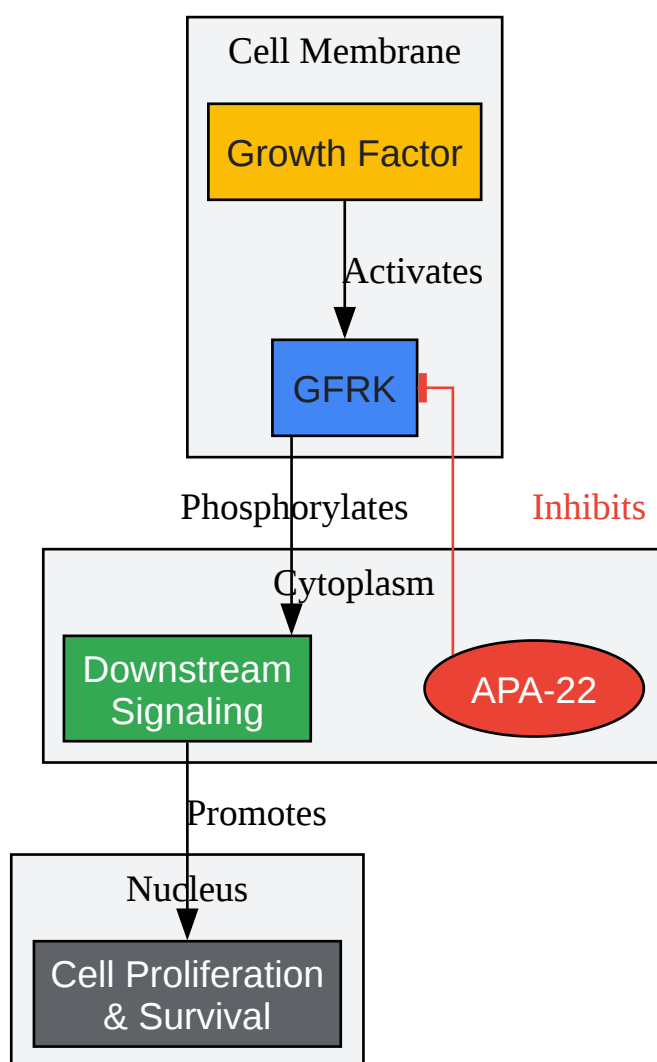 Cell Membrane
Growth Factor
Activates
GFRK
Phosphorylates
Inhibits
Cytoplasm
Downstream
Signaling
APA-22
Promotes
Nucleus
Cell Proliferation
& Survival